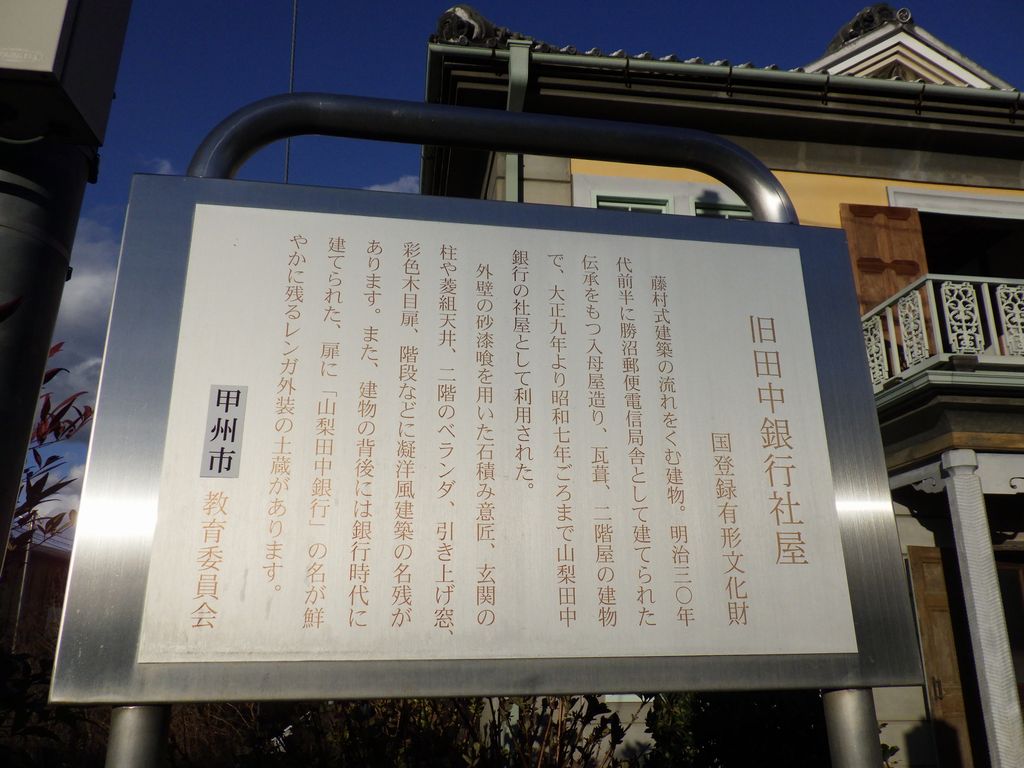 旧田中銀行社屋
国登録有形文化財
藤村式建築の流れをくむ建物。明治三〇年
代前半に勝沼郵便電信局舎として建てられた
伝承をもつ入母屋造り、瓦葺、二階屋の建物
で、大正九年より昭和七年ごろまで山梨田中
銀行の社屋として利用された。
外壁の砂漆喰を用いた石積み意匠、玄関の
柱や菱組天井、二階のベランダ、引き上げ窓、
彩色木目扉、階段などに凝洋風建築の名残が
あります。また、建物の背後には銀行時代に
建てられた、扉に「山梨田中銀行」の名が鮮
やかに残るレンガ外装の土蔵があります。
甲州市 教育委員会